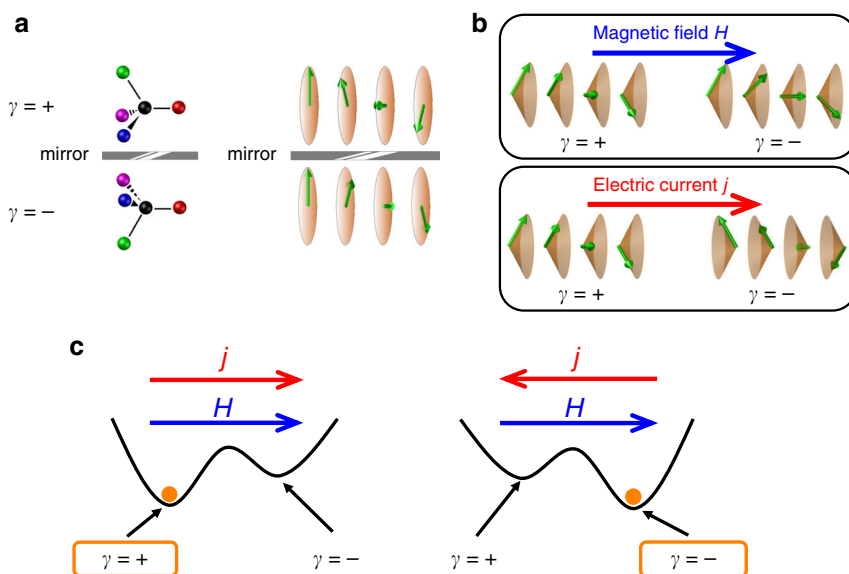 a
γ = +
mirror
mirror
γ = −
b
Magnetic field H
γ = +
γ = −
Electric current j
γ = +
γ = −
c
j
H
γ = +
γ = −
j
H
γ = +
γ = −